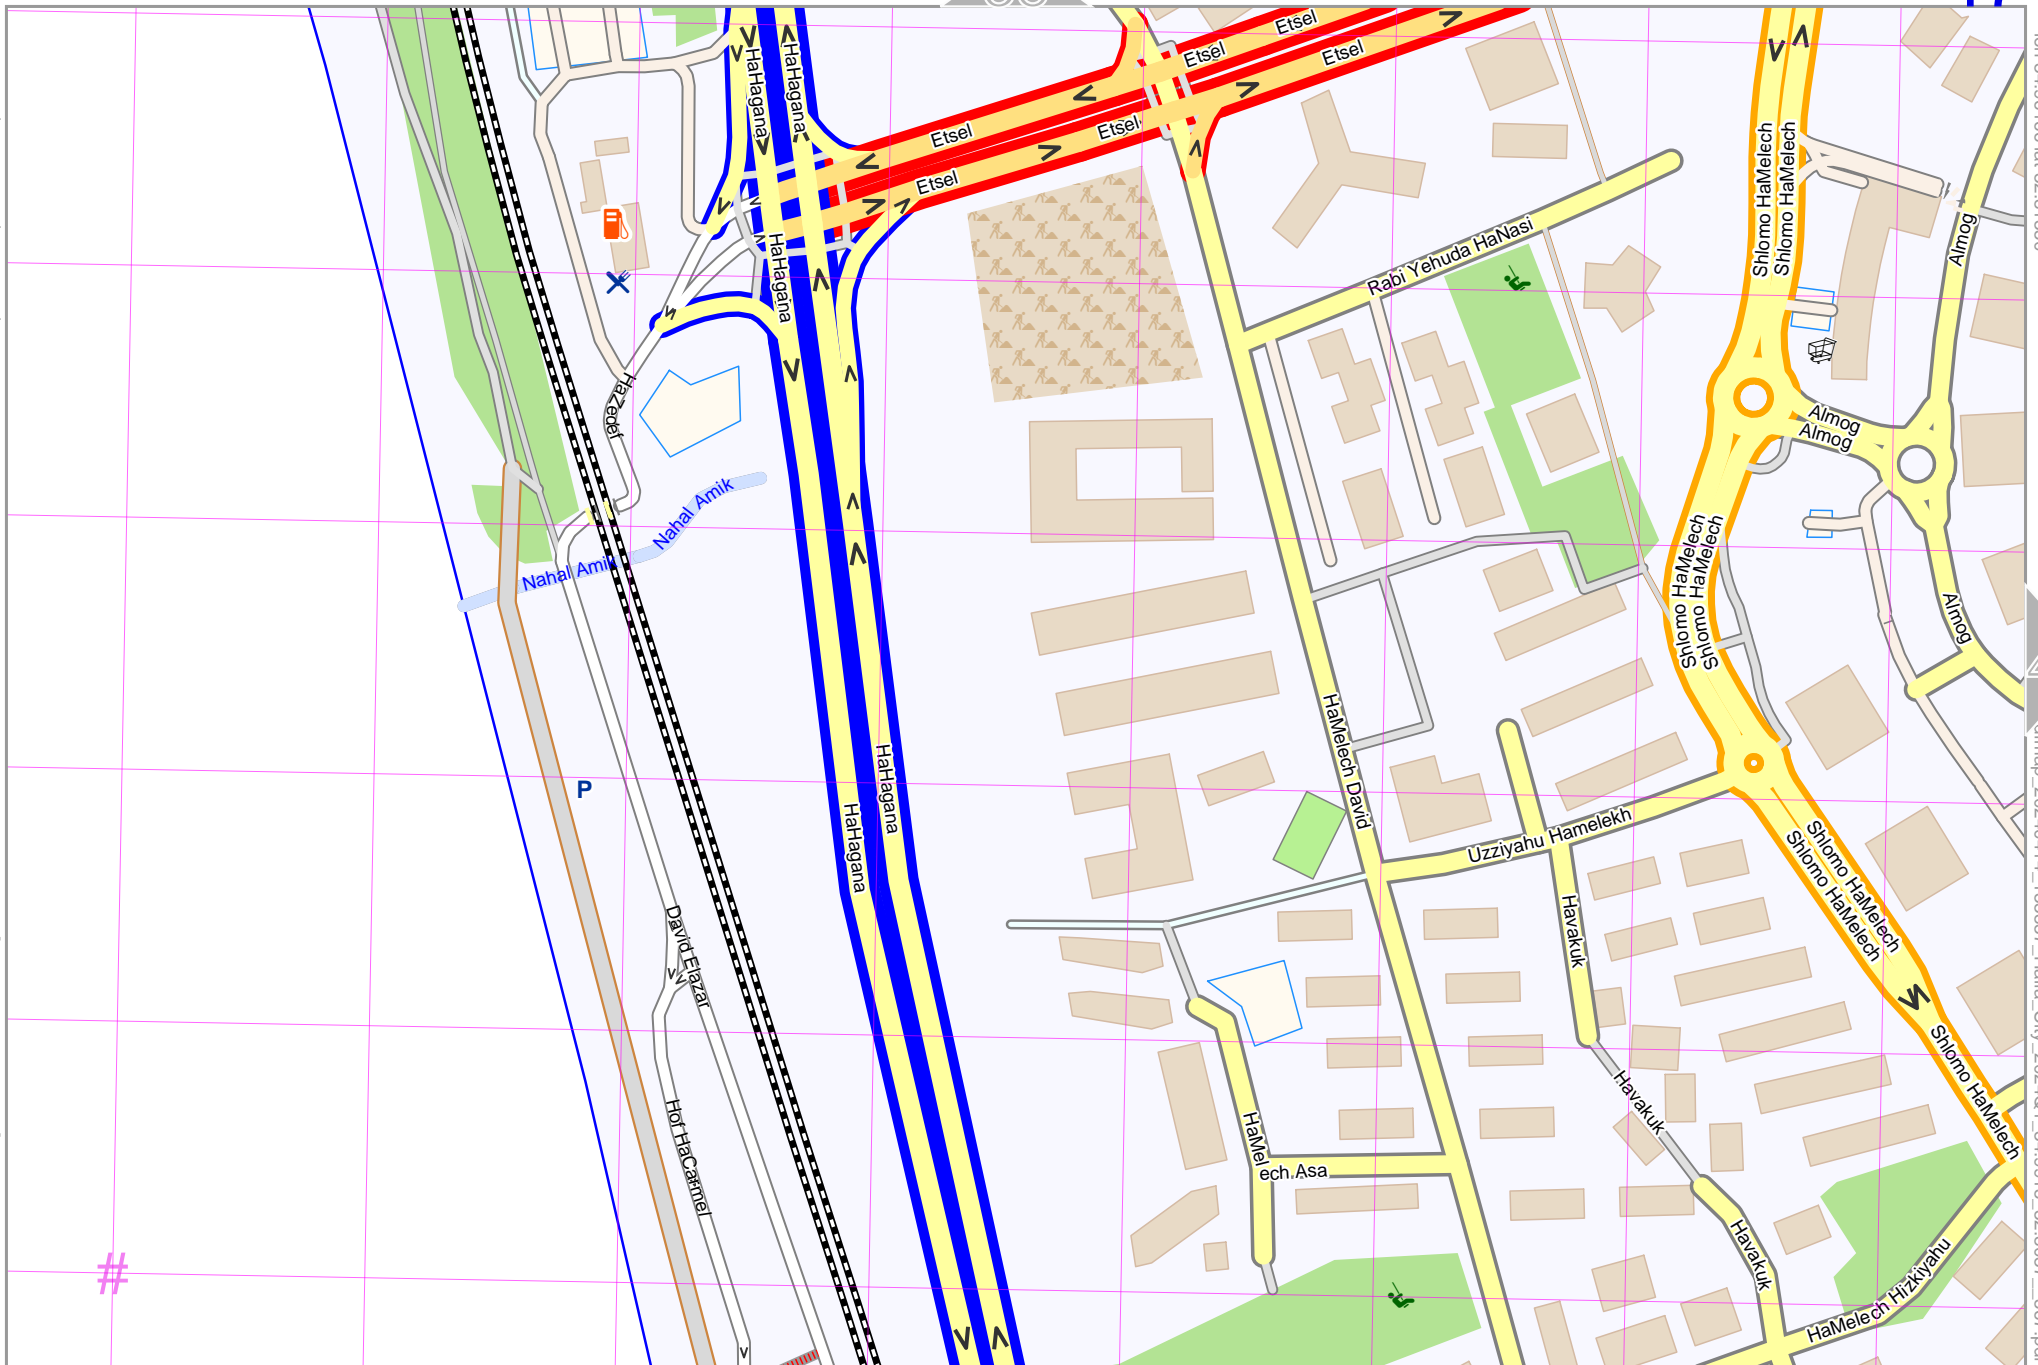 HaHagana
HaHagana
Etsel
Etsel
Etsel
Etsel
Etsel
Etsel
HaHagana
Shlomo HaMelech
Shlomo HaMelech
Almog
Rabi Yehuda HaNasi
HaZedef
Almog
Almog
Nahal Amik
Nahal Amik
Shlomo HaMelech
Shlomo HaMelech
Almog
HaMelech David
P
HaHagana
HaHagana
Uzziyahu Hamelekh
Shlomo HaMelech
Shlomo HaMelech
Havakuk
David Elazar
Shlomo HaMelech
Havakuk
Hof HaCarmel
HaMelech Asa
Havakuk
HaMelech Hizkiyahu
#